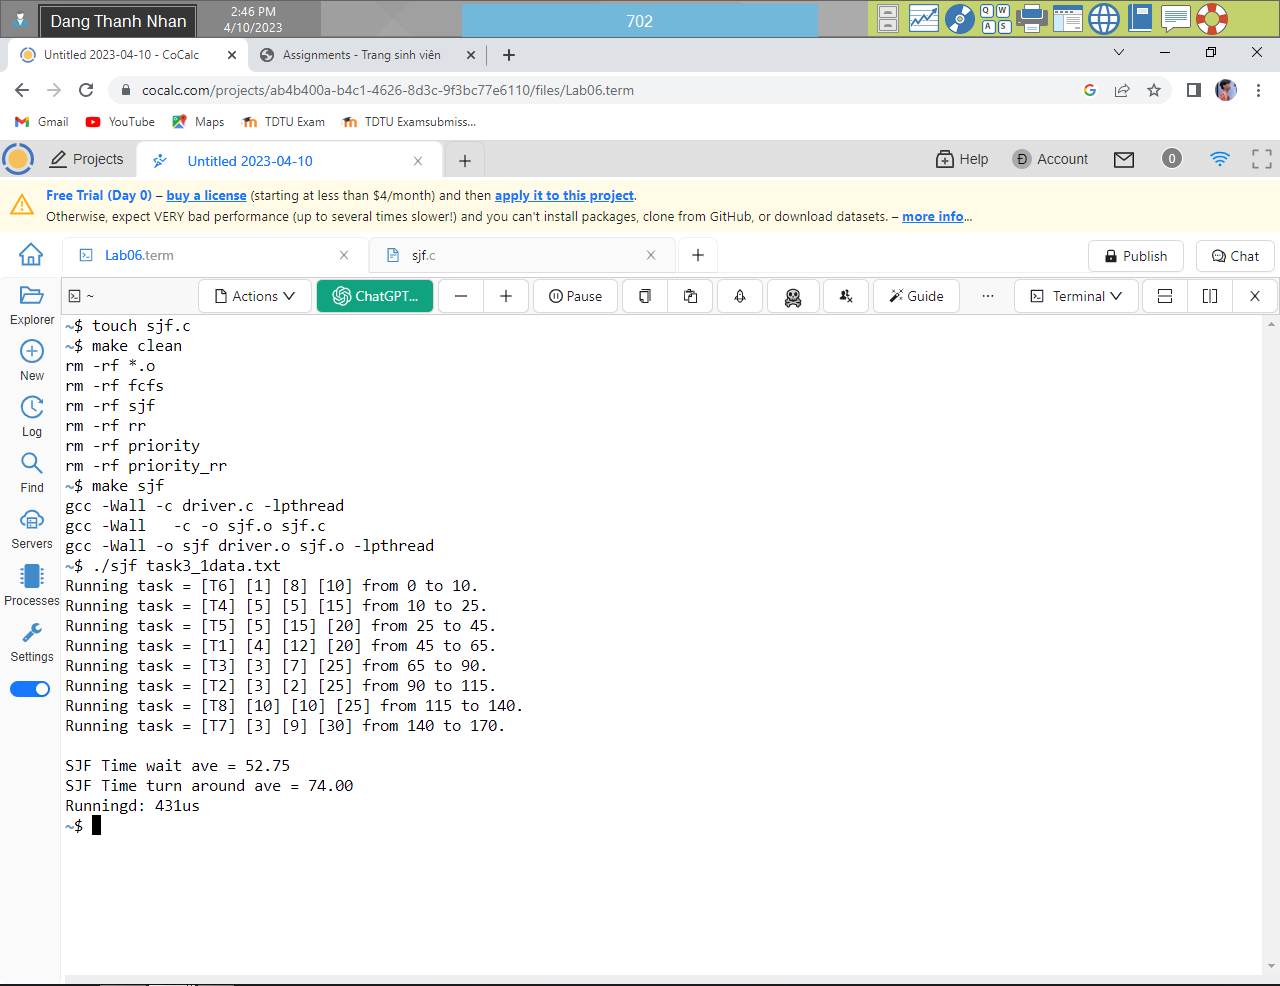 Dang Thanh Nhan
2:46 PM
4/10/2023
702
Q W
A S
Untitled 2023-04-10 - CoCalc
Assignments - Trang sinh viên
cocalc.com/projects/ab4b400a-b4c1-4626-8d3c-9f3bc77e6110/files/Lab06.term
Gmail YouTube Maps TDTU Exam TDTU Examsubmiss...
Projects Untitled 2023-04-10 Help Account 0
Free Trial (Day 0) – buy a license (starting at less than $4/month) and then apply it to this project.
Otherwise, expect VERY bad performance (up to several times slower!) and you can't install packages, clone from GitHub, or download datasets. – more info...
Lab06.term sjf.c Publish Chat
~ Actions ChatGPT... Pause Guide ... Terminal
Explorer
New
Log
Find
Servers
Processes
Settings
~$ touch sjf.c
~$ make clean
rm -rf *.o
rm -rf fcfs
rm -rf sjf
rm -rf rr
rm -rf priority
rm -rf priority_rr
~$ make sjf
gcc -Wall -c driver.c -lpthread
gcc -Wall   -c -o sjf.o sjf.c
gcc -Wall -o sjf driver.o sjf.o -lpthread
~$ ./sjf task3_1data.txt
Running task = [T6] [1] [8] [10] from 0 to 10.
Running task = [T4] [5] [5] [15] from 10 to 25.
Running task = [T5] [5] [15] [20] from 25 to 45.
Running task = [T1] [4] [12] [20] from 45 to 65.
Running task = [T3] [3] [7] [25] from 65 to 90.
Running task = [T2] [3] [2] [25] from 90 to 115.
Running task = [T8] [10] [10] [25] from 115 to 140.
Running task = [T7] [3] [9] [30] from 140 to 170.
SJF Time wait ave = 52.75
SJF Time turn around ave = 74.00
Runningd: 431us
~$